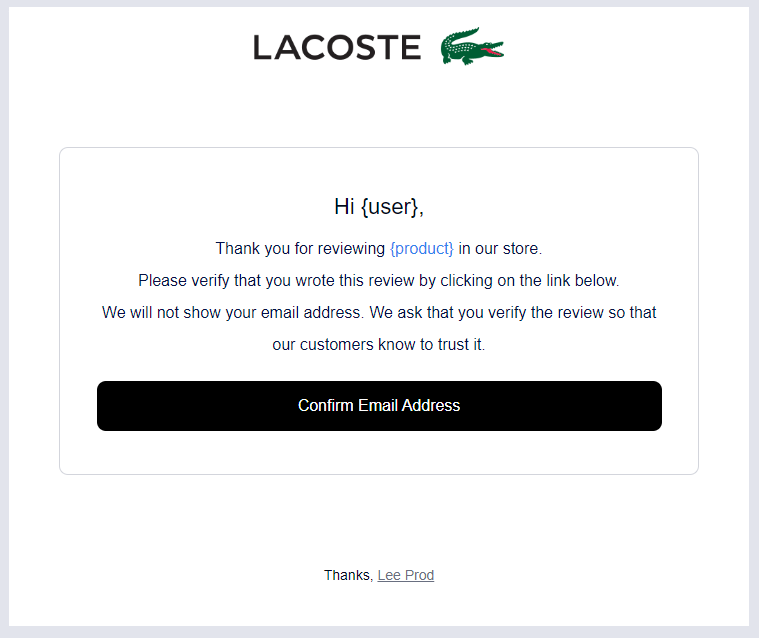 LACOSTE
Hi {user},
Thank you for reviewing {product} in our store.
Please verify that you wrote this review by clicking on the link below.
We will not show your email address. We ask that you verify the review so that
our customers know to trust it.
Confirm Email Address
Thanks, Lee Prod